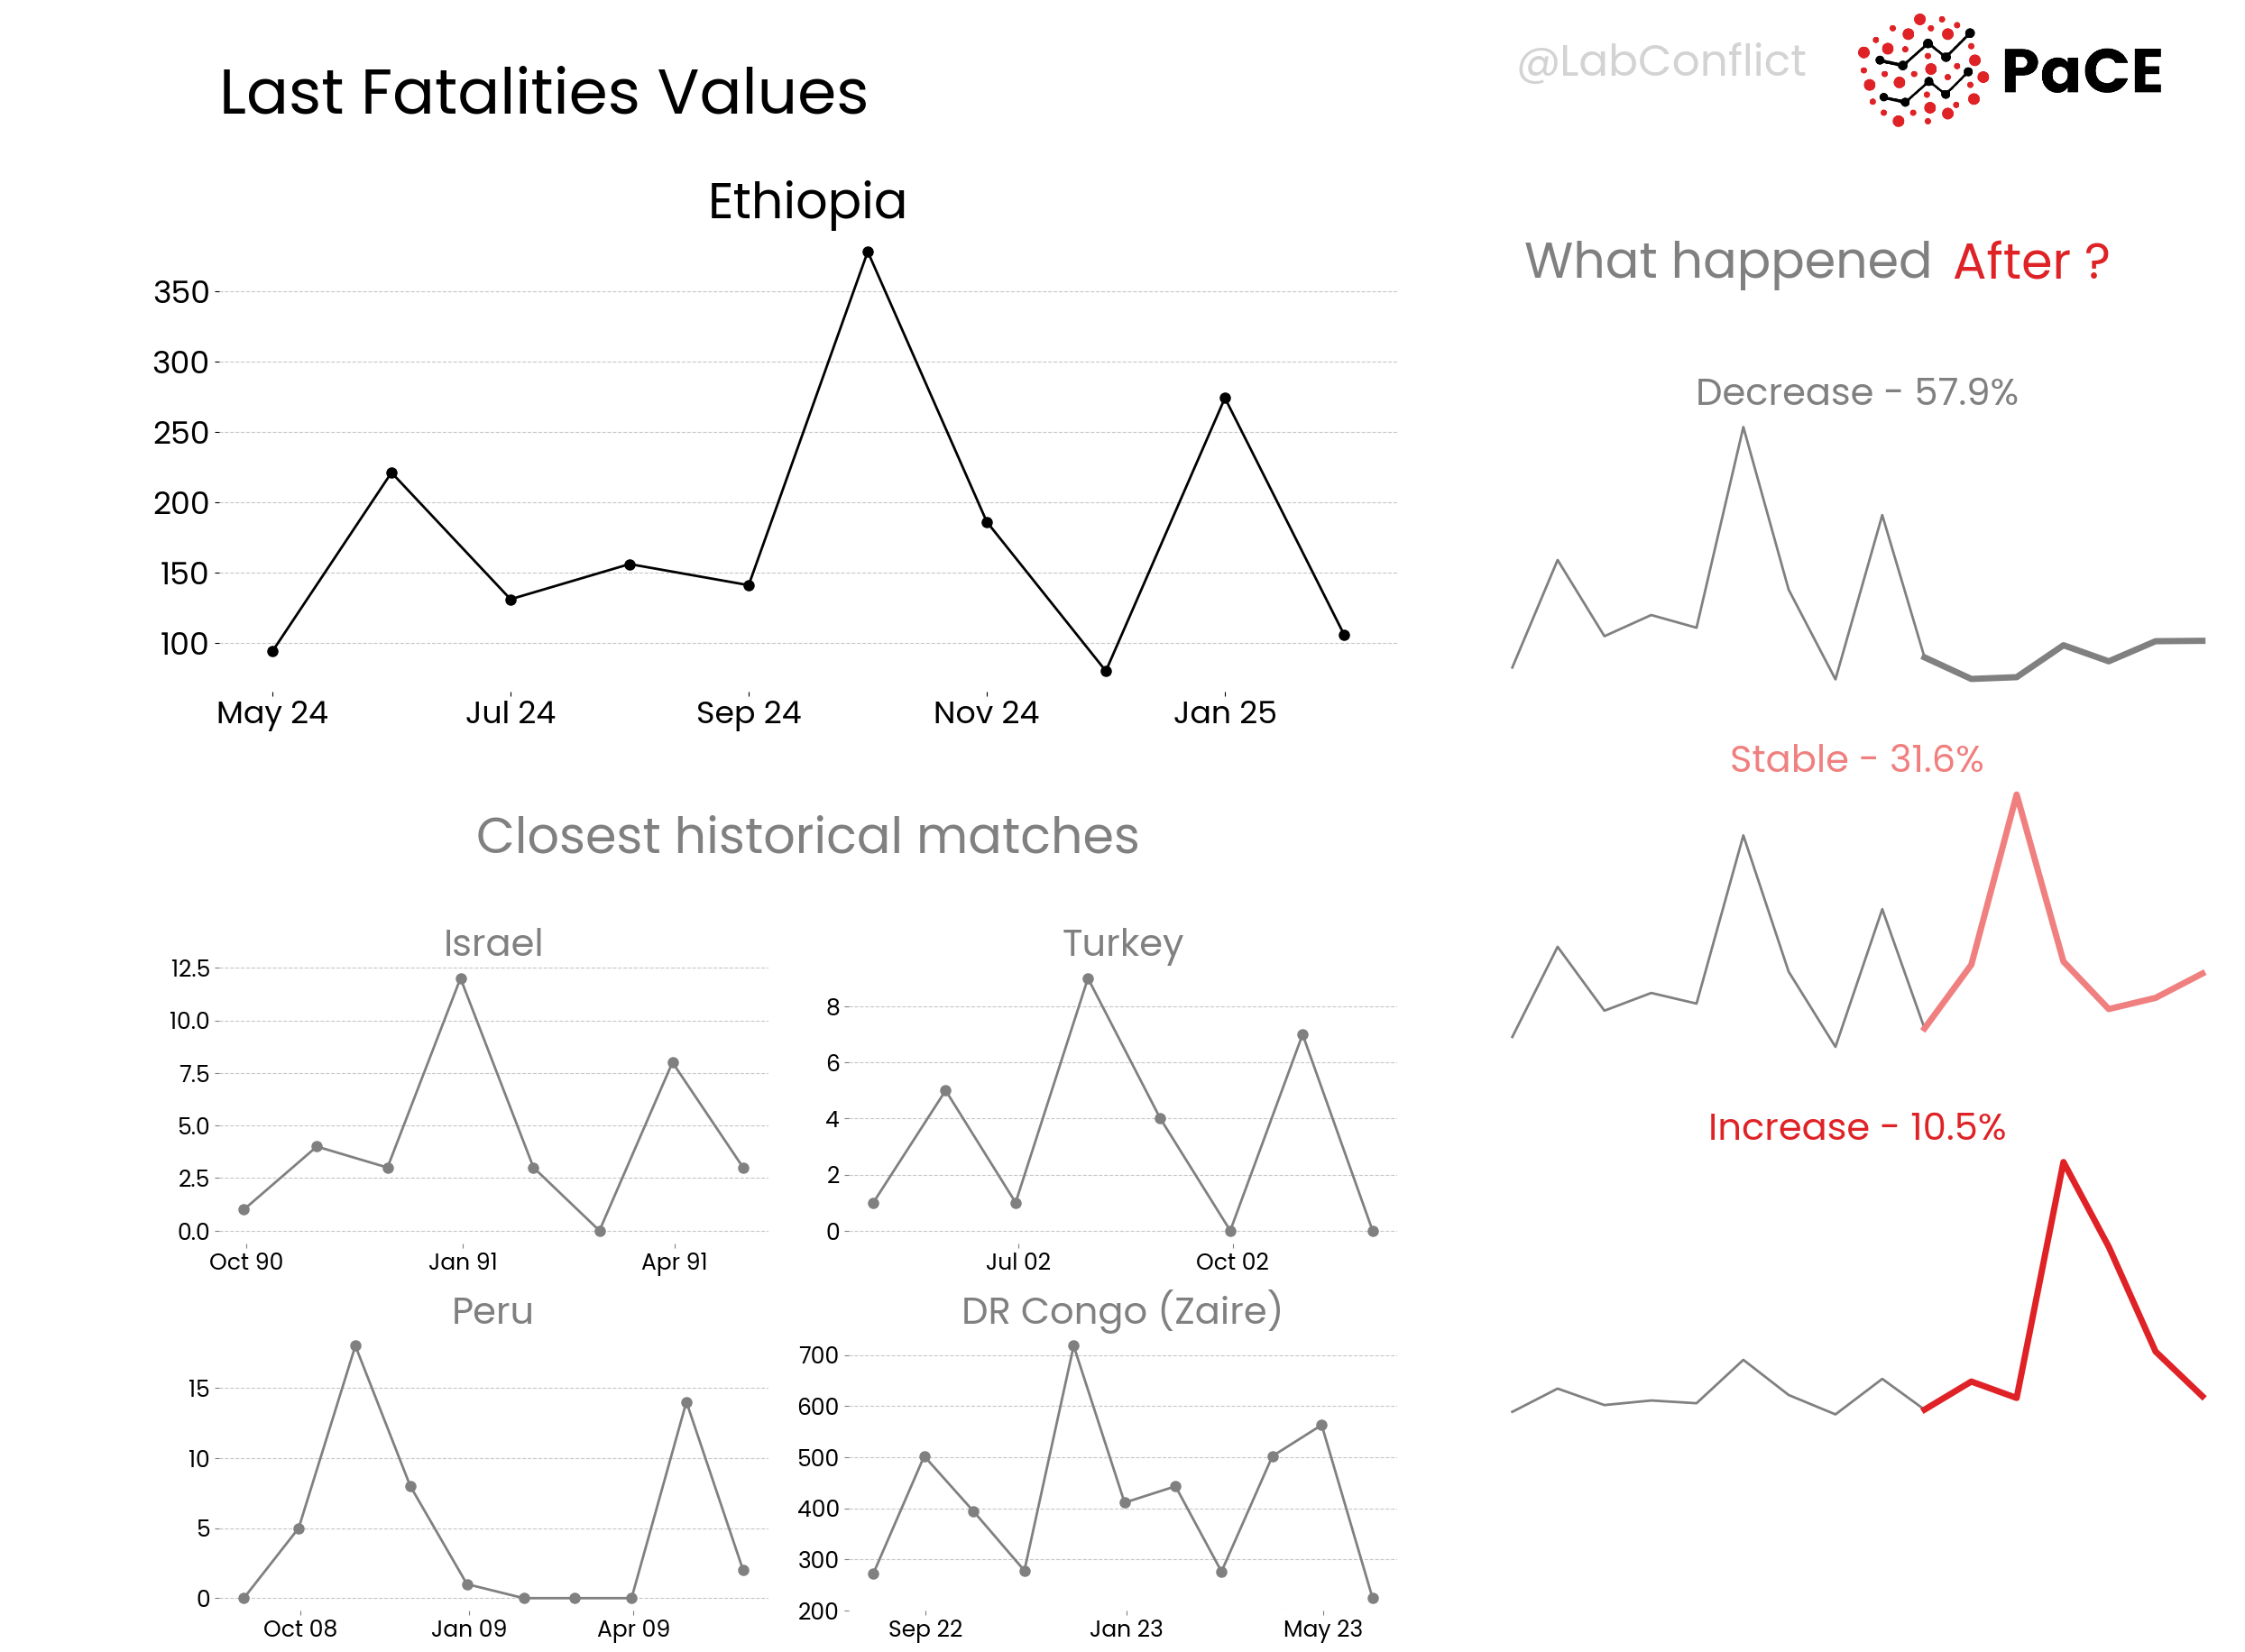 Last Fatalities Values
@LabConflict
PaCE
Ethiopia
350
300
250
200
150
100
May 24
Jul 24
Sep 24
Nov 24
Jan 25
What happened After ?
Decrease - 57.9%
Stable - 31.6%
Increase - 10.5%
Closest historical matches
Israel
12.5
10.0
7.5
5.0
2.5
0.0
Oct 90
Jan 91
Apr 91
Turkey
8
6
4
2
0
Jul 02
Oct 02
Peru
15
10
5
0
Oct 08
Jan 09
Apr 09
DR Congo (Zaire)
700
600
500
400
300
200
Sep 22
Jan 23
May 23